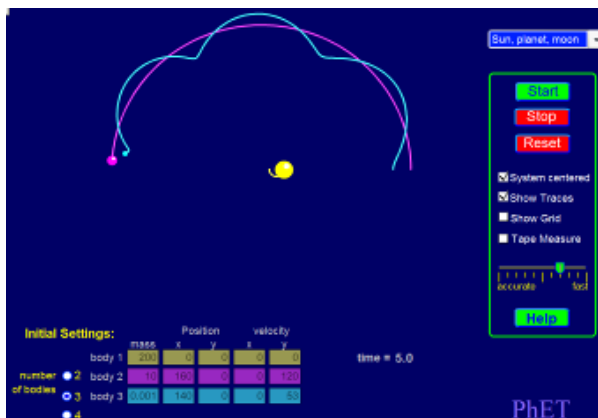 Sun, planet, moon
Start
Stop
Reset
System centered
Show Traces
Show Grid
Tape Measure
accurate fast
Help
Initial Settings:
Position velocity
mass x y x y
body 1 200 0 0 0 0
number of bodies 2 body 2 10 160 0 0 120
3 body 3 0.001 140 0 0 53
4
time = 5.0
PhET